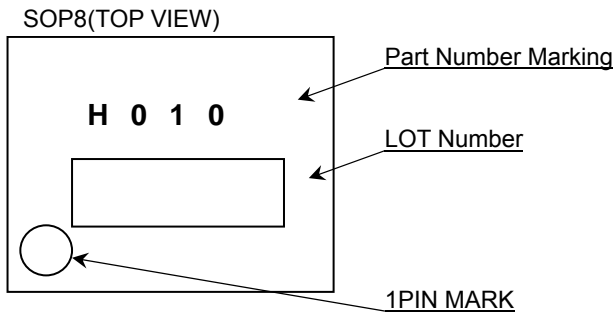 SOP8(TOP VIEW)
Part Number Marking
H 0 1 0
LOT Number
1PIN MARK